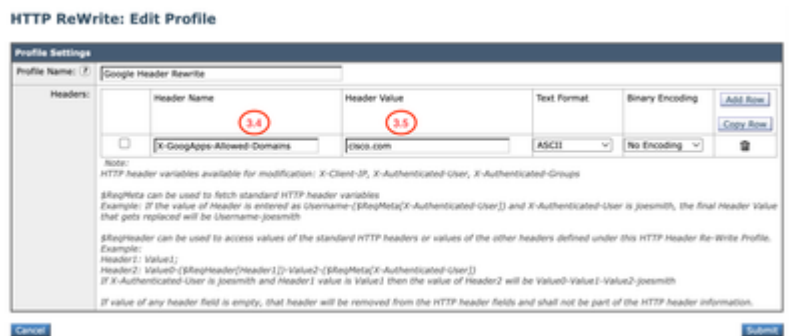 HTTP ReWrite: Edit Profile
Profile Settings
Profile Name: ? Google Header Rewrite
Headers:
Header Name Header Value Text Format Binary Encoding Add Row
3.4 3.5 Copy Row
X-GoogApps-Allowed-Domains cisco.com ASCII No Encoding
Note:
HTTP header variables available for modification: X-Client-IP, X-Authenticated-User, X-Authenticated-Groups
$ReqMeta can be used to fetch standard HTTP header variables
Example: If the value of Header is entered as Username-($ReqMeta[X-Authenticated-User]) and X-Authenticated-User is joesmith, the final Header Value
that gets replaced will be Username-joesmith
$ReqHeader can be used to access values of the standard HTTP headers or values of the other headers defined under this HTTP Header Re-Write Profile.
Example:
Header1: Value1;
Header2: Value0-($ReqHeader[Header1])-Value2-($ReqMeta[X-Authenticated-User])
If X-Authenticated-User is joesmith and Header1 value is Value1 then the value of Header2 will be Value0-Value1-Value2-joesmith
If value of any header field is empty, that header will be removed from the HTTP header fields and shall not be part of the HTTP header information.
Cancel Submit